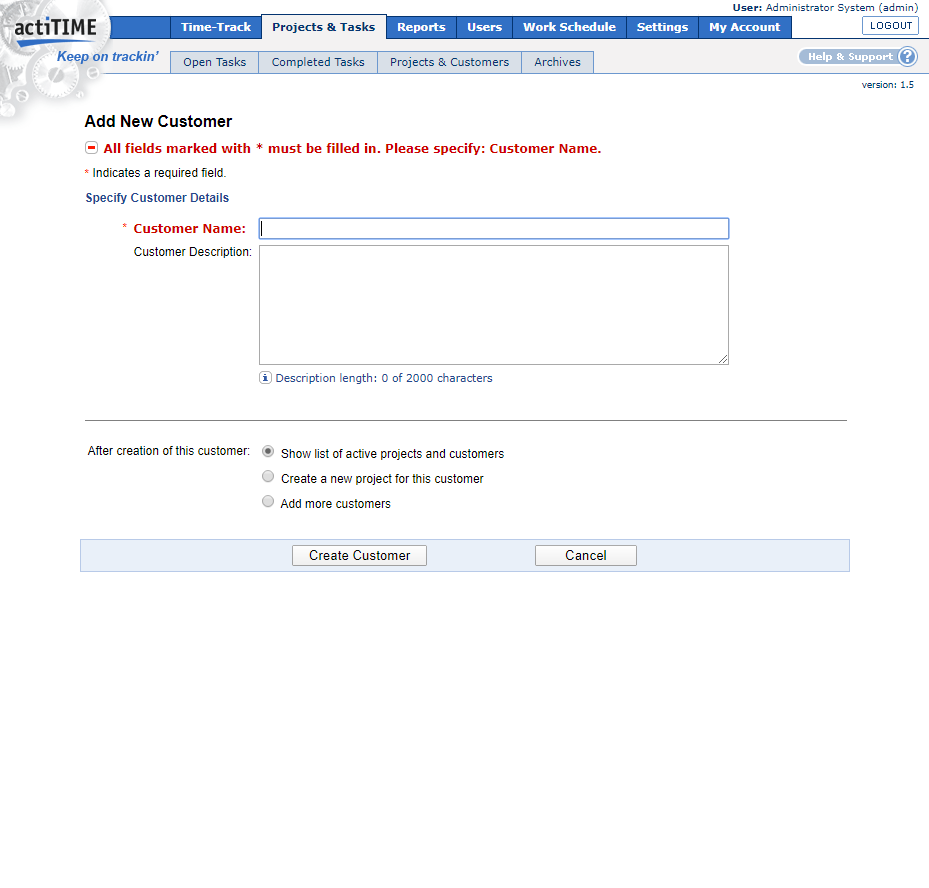 User: Administrator System (admin)
actiTIME
Time-Track Projects & Tasks Reports Users Work Schedule Settings My Account LOGOUT
Keep on trackin’
Open Tasks Completed Tasks Projects & Customers Archives Help & Support ?
version: 1.5
Add New Customer
All fields marked with * must be filled in. Please specify: Customer Name.
* Indicates a required field.
Specify Customer Details
* Customer Name:
Customer Description:
i Description length: 0 of 2000 characters
After creation of this customer: Show list of active projects and customers
Create a new project for this customer
Add more customers
Create Customer Cancel